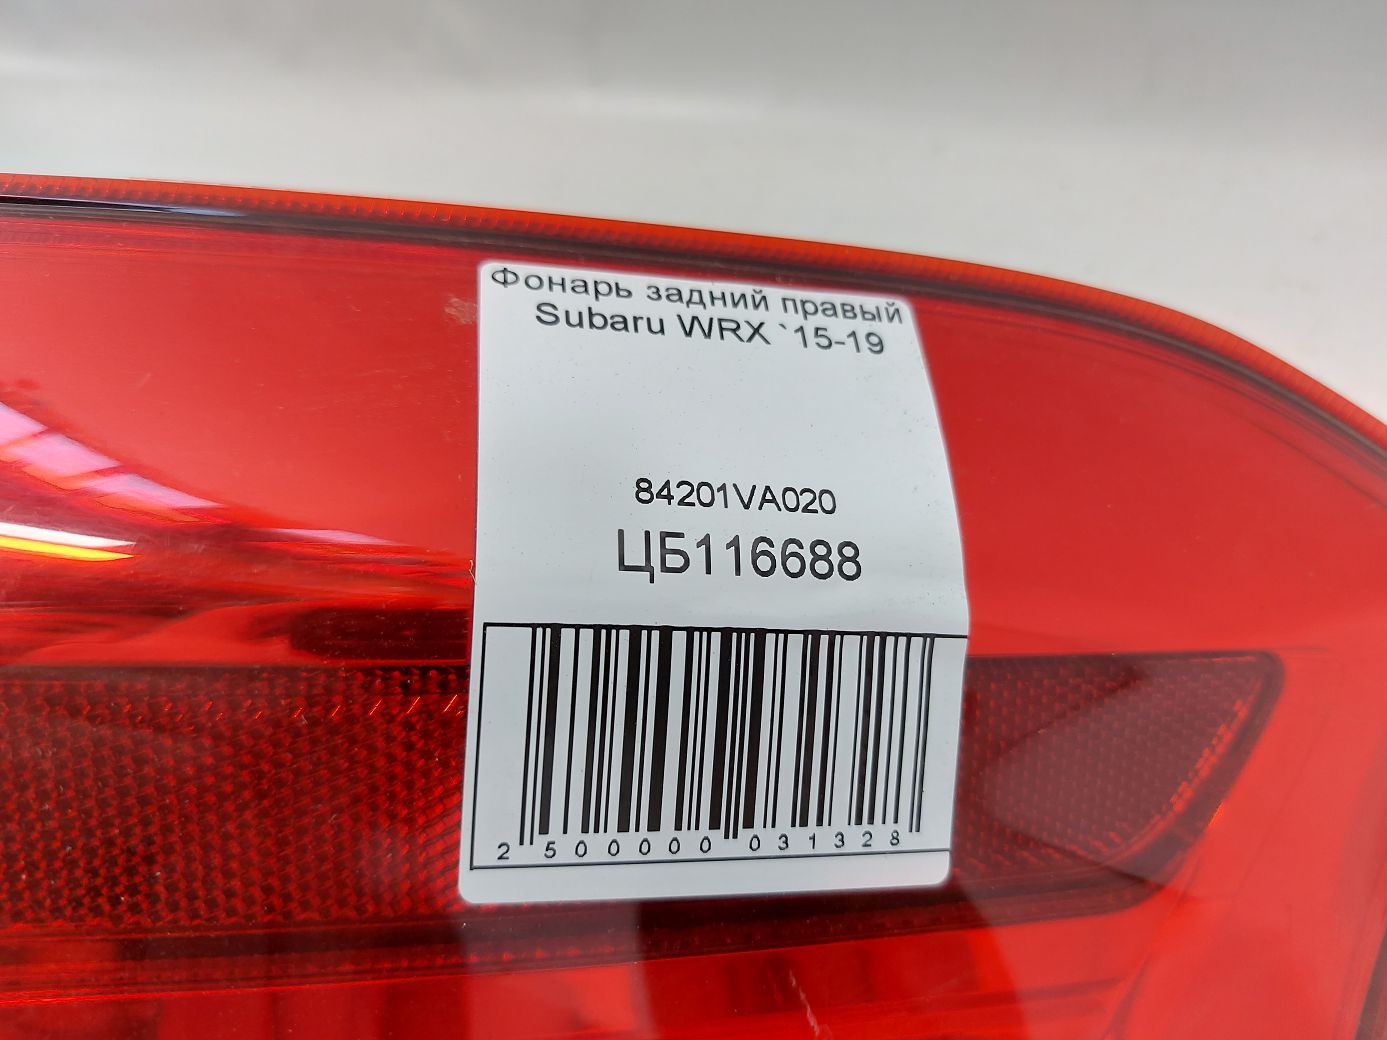 Фонарь задний правый
Subaru WRX `15-19
84201VA020
ЦБ116688
2 500000 031328